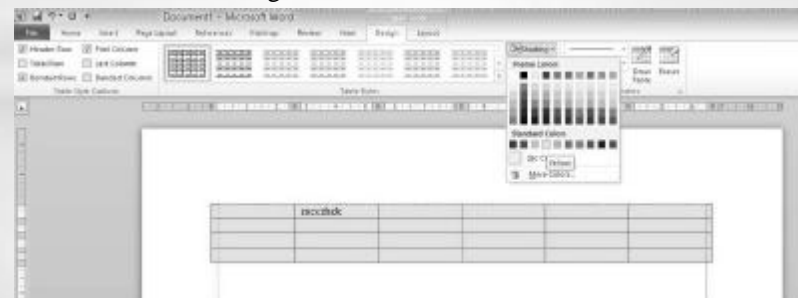 Document1 - Microsoft Word
File Home Insert Page Layout References Mailings Review View Design Layout
Header Row First Column
Total Row Last Column
Banded Rows Banded Columns
Table Style Options
Table Styles
Shading
Theme Colors
Standard Colors
No C
More Colors...
Draw Table
Eraser